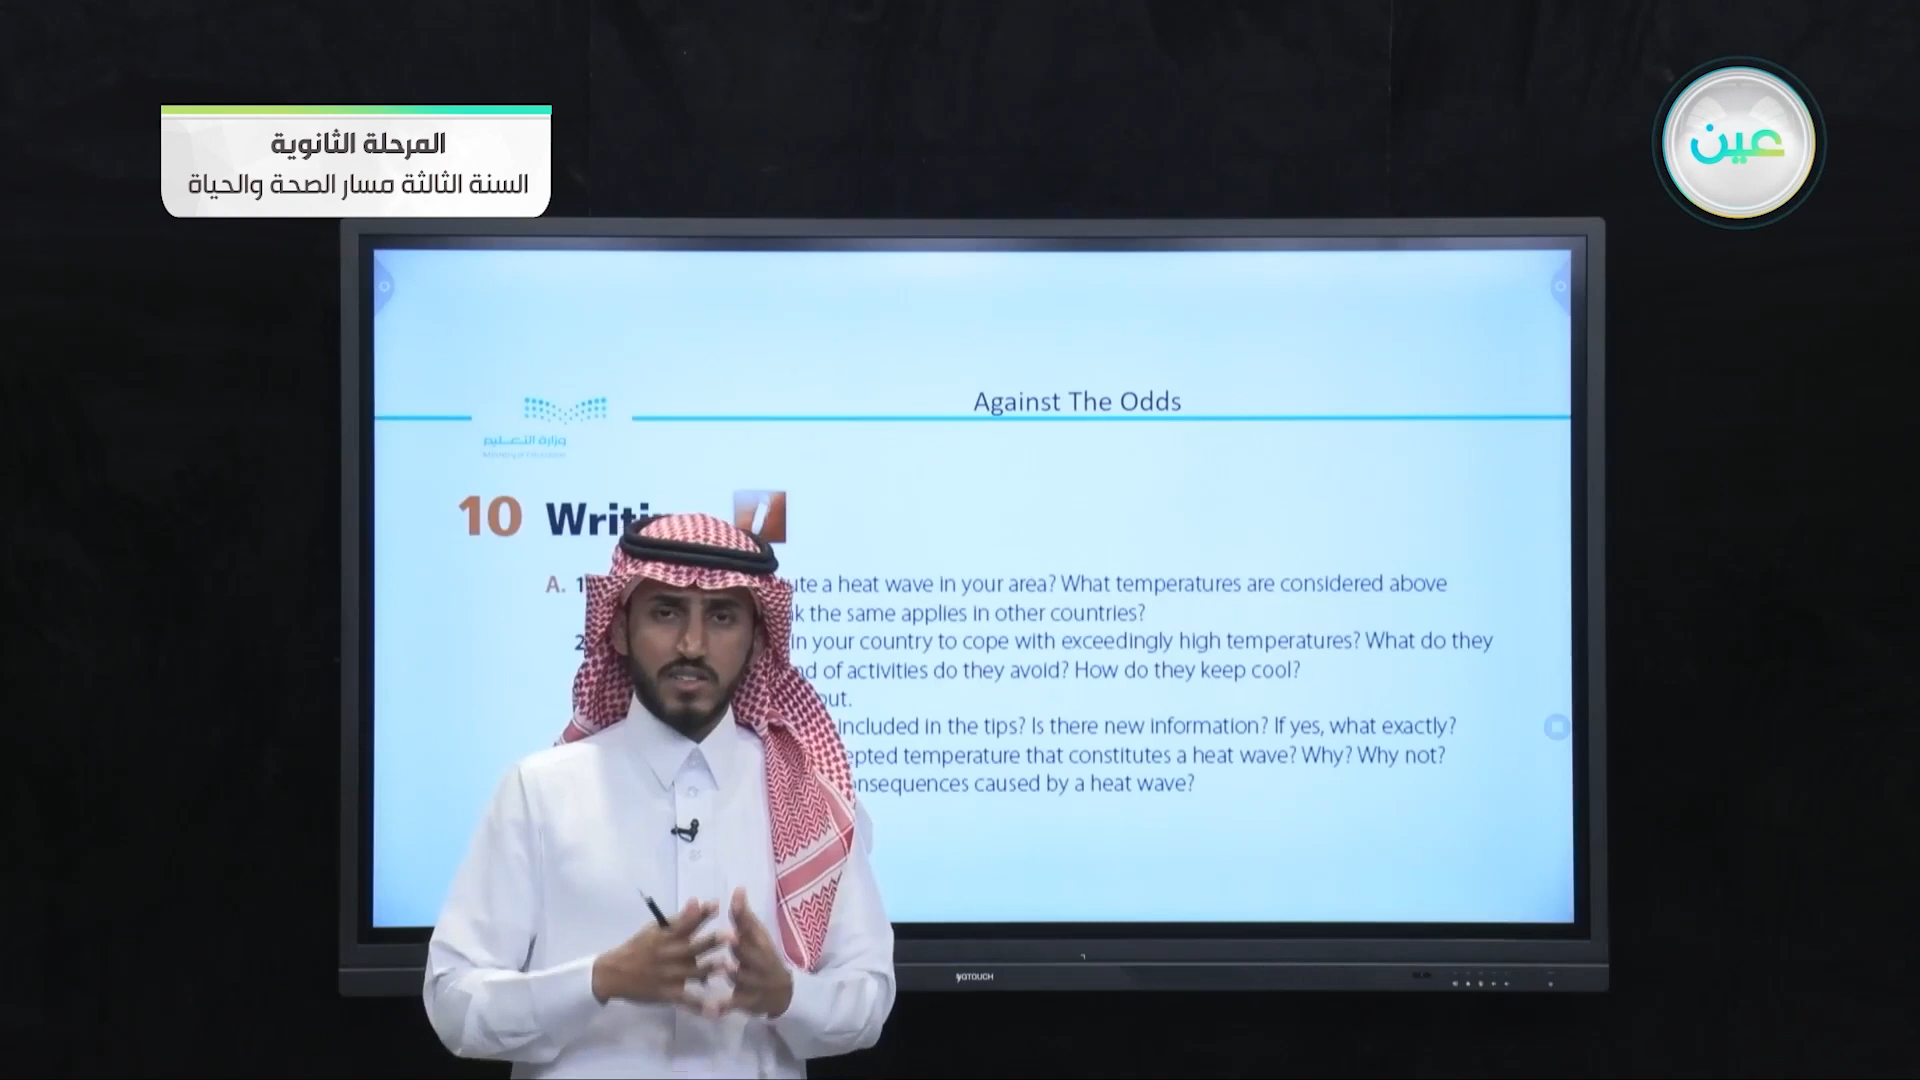 المرحلة الثانوية
السنة الثالثة مسار الصحة والحياة
عين
Against The Odds
وزارة التعليم
Ministry of Education
10 Writi
A. 1 ute a heat wave in your area? What temperatures are considered above
k the same applies in other countries?
2 in your country to cope with exceedingly high temperatures? What do they
nd of activities do they avoid? How do they keep cool?
out.
included in the tips? Is there new information? If yes, what exactly?
epted temperature that constitutes a heat wave? Why? Why not?
onsequences caused by a heat wave?
YQTOUCH